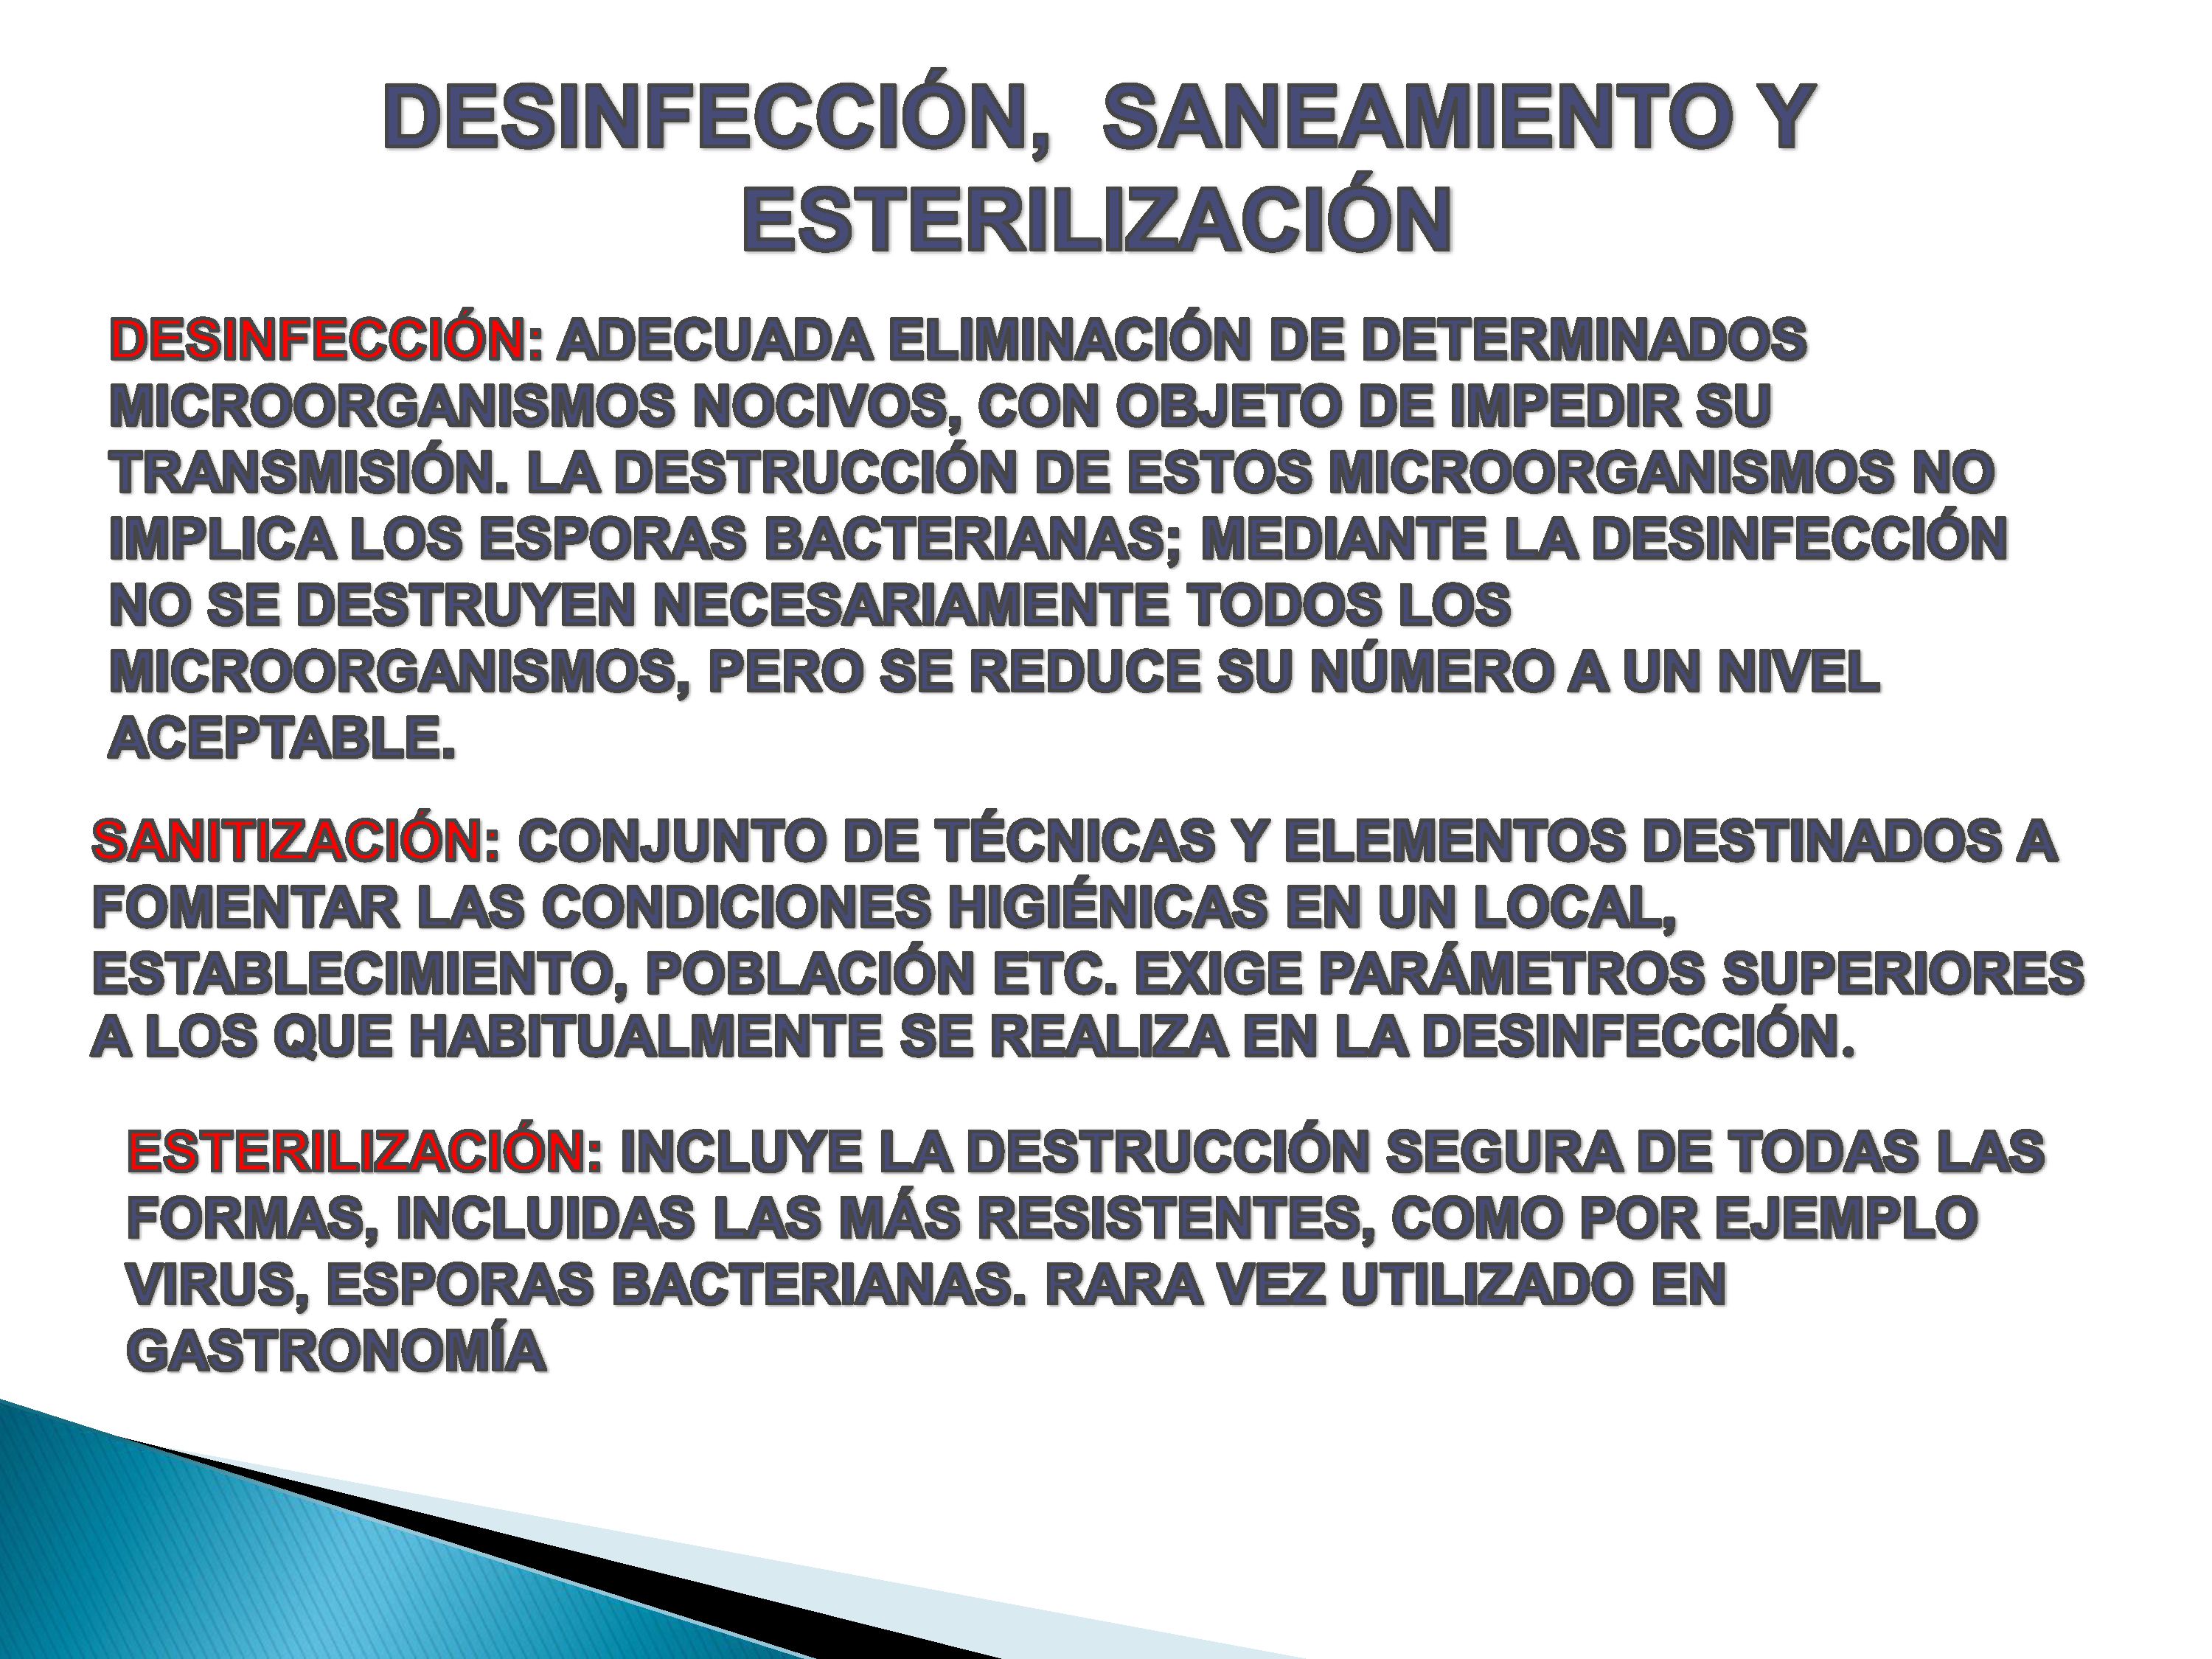 DESINFECCIÓN, SANEAMIENTO Y
ESTERILIZACIÓN
DESINFECCIÓN: ADECUADA ELIMINACIÓN DE DETERMINADOS
MICROORGANISMOS NOCIVOS, CON OBJETO DE IMPEDIR SU
TRANSMISIÓN. LA DESTRUCCIÓN DE ESTOS MICROORGANISMOS NO
IMPLICA LOS ESPORAS BACTERIANAS; MEDIANTE LA DESINFECCIÓN
NO SE DESTRUYEN NECESARIAMENTE TODOS LOS
MICROORGANISMOS, PERO SE REDUCE SU NÚMERO A UN NIVEL
ACEPTABLE.
SANITIZACIÓN: CONJUNTO DE TÉCNICAS Y ELEMENTOS DESTINADOS A
FOMENTAR LAS CONDICIONES HIGIÉNICAS EN UN LOCAL,
ESTABLECIMIENTO, POBLACIÓN ETC. EXIGE PARÁMETROS SUPERIORES
A LOS QUE HABITUALMENTE SE REALIZA EN LA DESINFECCIÓN.
ESTERILIZACIÓN: INCLUYE LA DESTRUCCIÓN SEGURA DE TODAS LAS
FORMAS, INCLUIDAS LAS MÁS RESISTENTES, COMO POR EJEMPLO
VIRUS, ESPORAS BACTERIANAS. RARA VEZ UTILIZADO EN
GASTRONOMÍA